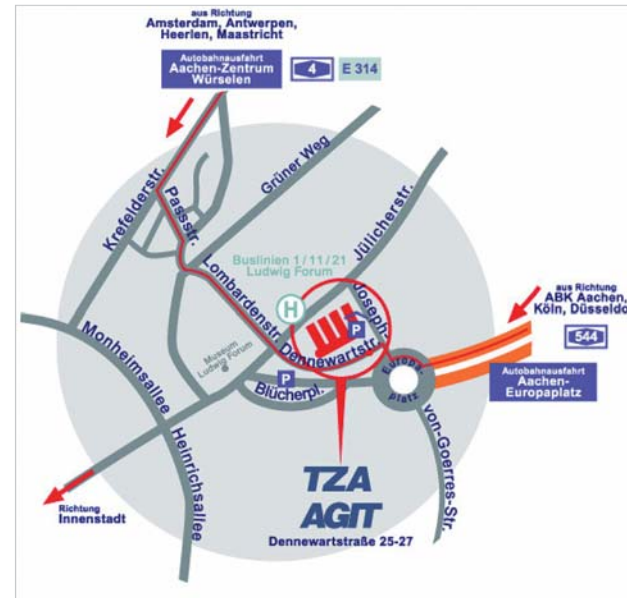 aus Richtung
Amsterdam, Antwerpen,
Heerlen, Maastricht
Autobahnausfahrt
Aachen-Zentrum
Würselen
4
E 314
Krefelderstr.
Passstr.
Grüner Weg
Jüllicherstr.
Buslinien 1/11/21
Ludwig Forum
Lombardenstr.
H
Joseph-
P
aus Richtung
ABK Aachen,
Köln, Düsseldo
544
Monheimsallee
Museum
Ludwig Forum
Dennewartstr.
Europa-
platz
Autobahnausfahrt
Aachen-
Europaplatz
P
Blücherpl.
Heinrichsallee
von-Goerres-Str.
Richtung
Innenstadt
TZA
AGIT
Dennewartstraße 25-27